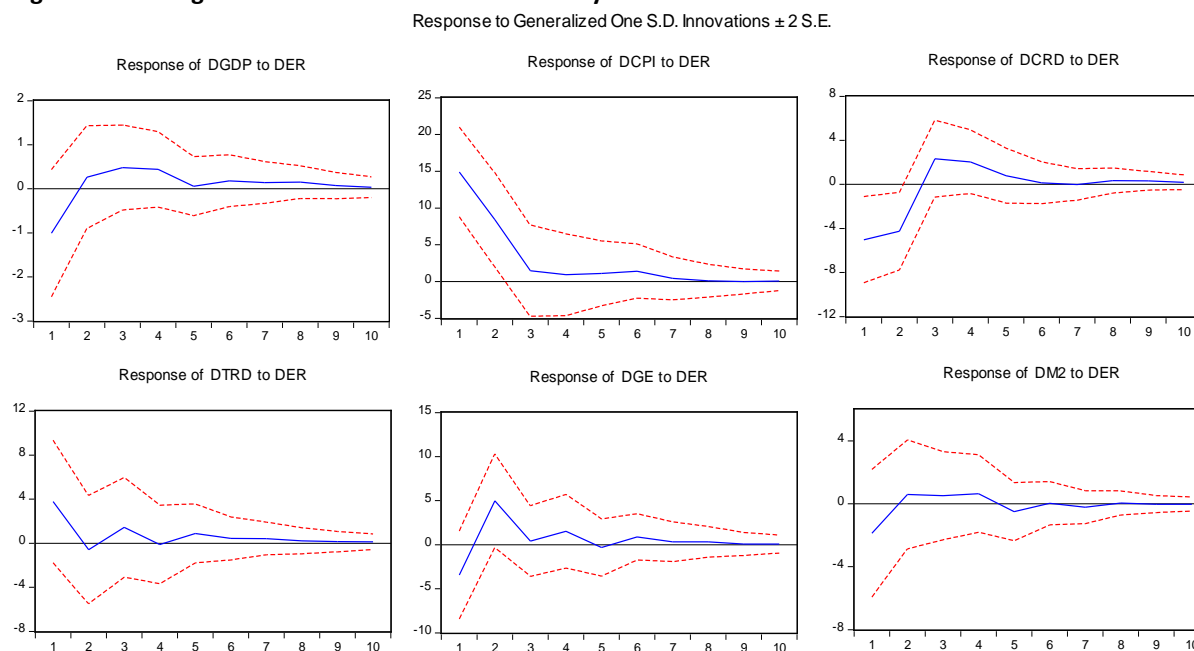 Response to Generalized One S.D. Innovations ± 2 S.E.
Response of DGDP to DER
2
1
0
-1
-2
-3
1 2 3 4 5 6 7 8 9 10
Response of DCPI to DER
25
20
15
10
5
0
-5
1 2 3 4 5 6 7 8 9 10
Response of DCRD to DER
8
4
0
-4
-8
-12
1 2 3 4 5 6 7 8 9 10
Response of DTRD to DER
12
8
4
0
-4
-8
1 2 3 4 5 6 7 8 9 10
Response of DGE to DER
15
10
5
0
-5
-10
1 2 3 4 5 6 7 8 9 10
Response of DM2 to DER
4
0
-4
-8
1 2 3 4 5 6 7 8 9 10